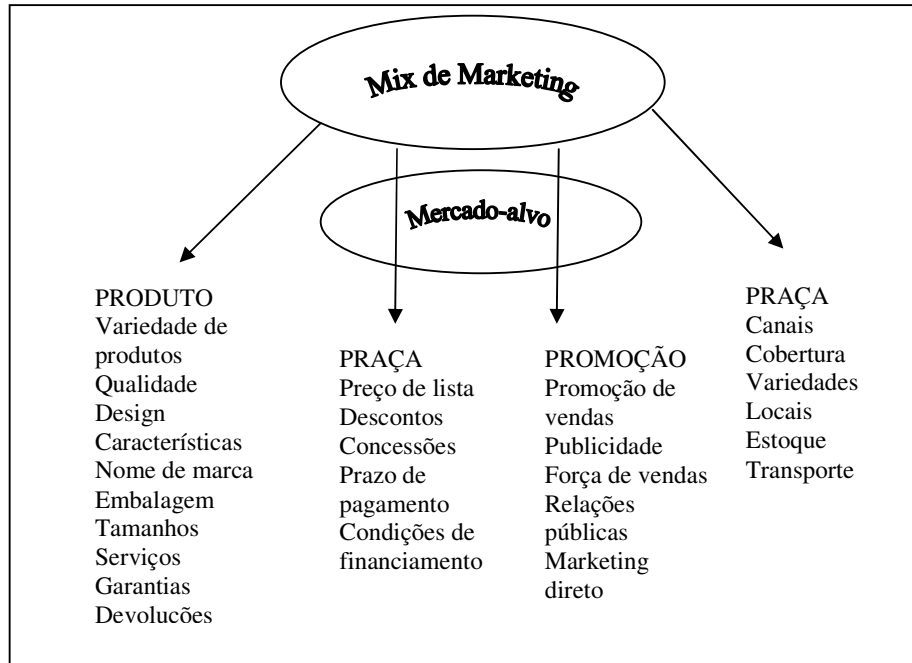 Mix de Marketing
Mercado-alvo
PRODUTO
Variedade de
produtos
Qualidade
Design
Características
Nome de marca
Embalagem
Tamanhos
Serviços
Garantias
Devolucões
PRAÇA
Preço de lista
Descontos
Concessões
Prazo de
pagamento
Condições de
financiamento
PROMOÇÃO
Promoção de
vendas
Publicidade
Força de vendas
Relações
públicas
Marketing
direto
PRAÇA
Canais
Cobertura
Variedades
Locais
Estoque
Transporte